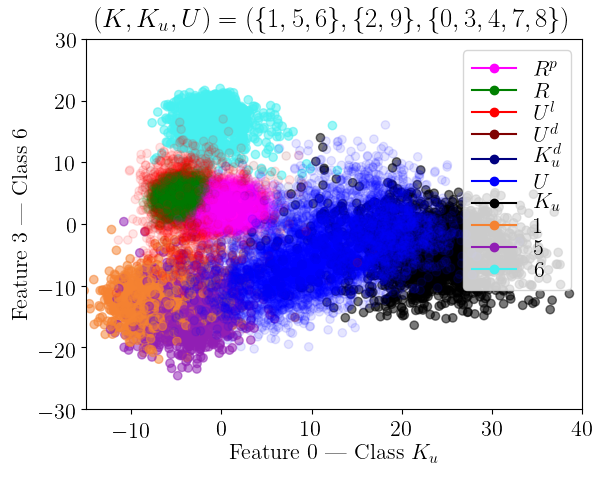 (K, K_u, U) = ({1, 5, 6}, {2, 9}, {0, 3, 4, 7, 8})
30
20
10
0
−10
−20
−30
Feature 3 — Class 6
R^p
R
U^l
U^d
K_u^d
U
K_u
1
5
6
−10
0
10
20
30
40
Feature 0 — Class K_u